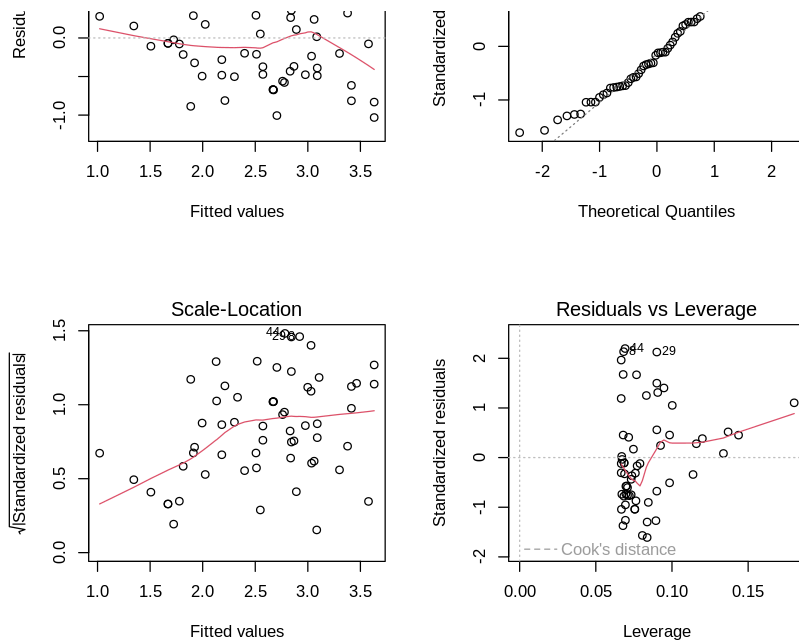 Residu
0.0
-1.0
1.0 1.5 2.0 2.5 3.0 3.5
Fitted values
Standardized
0
-1
-2 -1 0 1 2
Theoretical Quantiles
Scale-Location
√|Standardized residuals|
0.0 0.5 1.0 1.5
44
29
1.0 1.5 2.0 2.5 3.0 3.5
Fitted values
Residuals vs Leverage
Standardized residuals
2
1
0
-1
-2
44
29
Cook's distance
0.00 0.05 0.10 0.15
Leverage